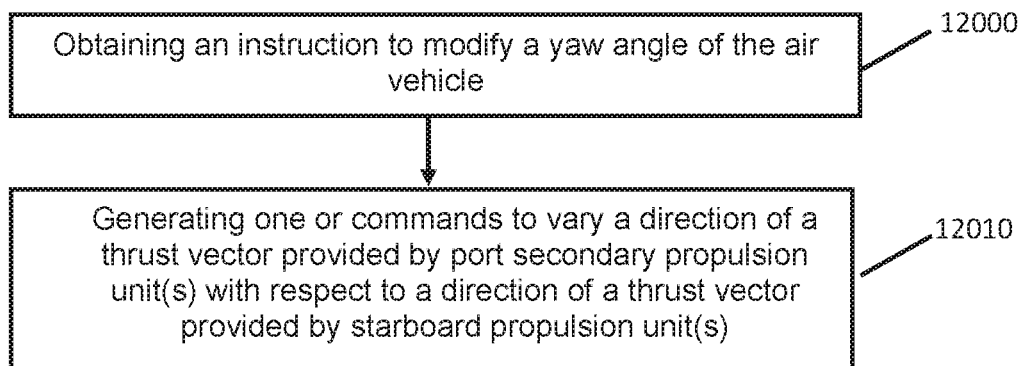 Obtaining an instruction to modify a yaw angle of the air
vehicle
12000
Generating one or commands to vary a direction of a
thrust vector provided by port secondary propulsion
unit(s) with respect to a direction of a thrust vector
provided by starboard propulsion unit(s)
12010